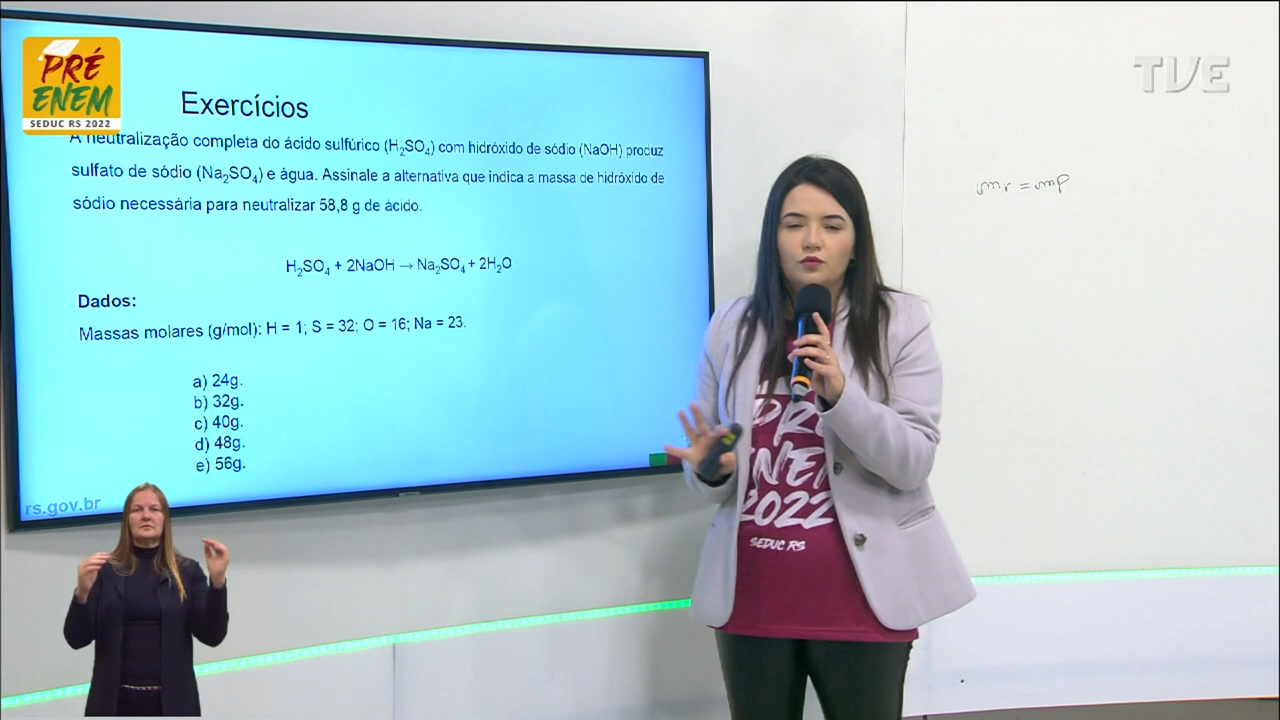 PRÉ
ENEM
SEDUC RS 2022
TVE
Exercícios
A neutralização completa do ácido sulfúrico (H₂SO₄) com hidróxido de sódio (NaOH) produz
sulfato de sódio (Na₂SO₄) e água. Assinale a alternativa que indica a massa de hidróxido de
sódio necessária para neutralizar 58,8 g de ácido.
H₂SO₄ + 2NaOH → Na₂SO₄ + 2H₂O
Dados:
Massas molares (g/mol): H = 1; S = 32; O = 16; Na = 23.
a) 24g.
b) 32g.
c) 40g.
d) 48g.
e) 56g.
rs.gov.br
mr = mp
PRÉ
ENEM
2022
SEDUC RS